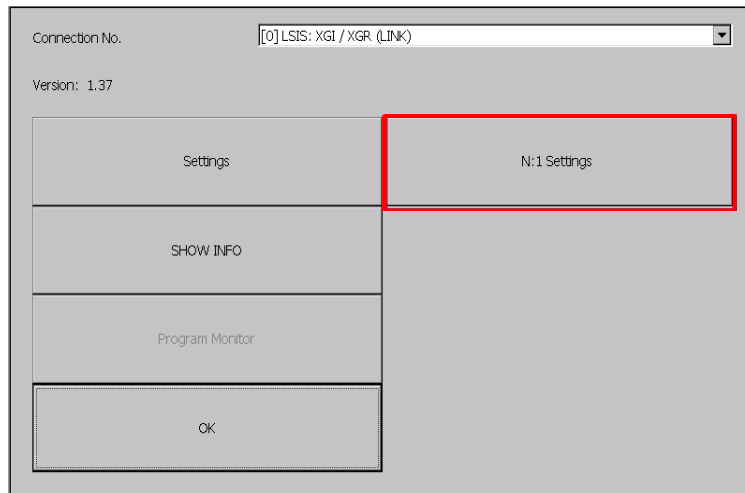 Connection No. [0] LSIS: XGI / XGR (LINK)
Version: 1.37
Settings
N:1 Settings
SHOW INFO
Program Monitor
OK